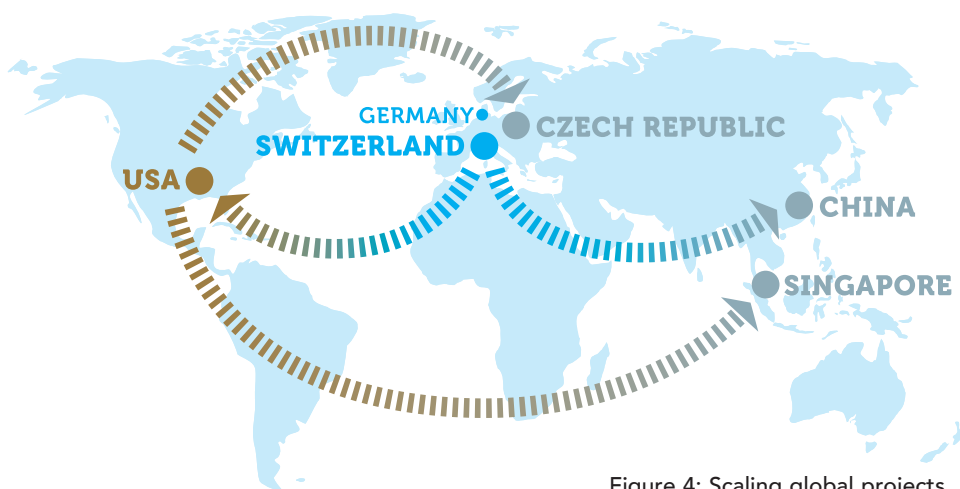 GERMANY
SWITZERLAND
CZECH REPUBLIC
USA
CHINA
SINGAPORE
Figure 4: Scaling global projects